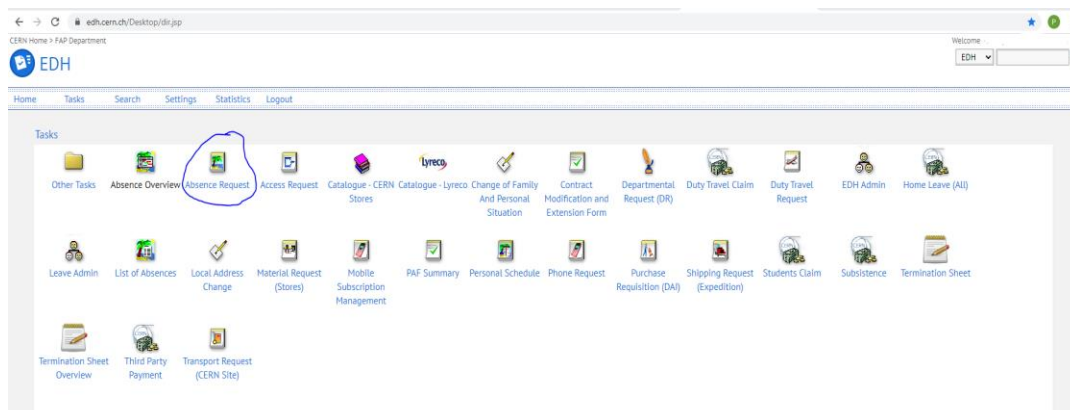 edh.cern.ch/Desktop/dir.jsp
P
CERN Home > FAP Department
Welcome
EDH
EDH
Home Tasks Search Settings Statistics Logout
Tasks
Lyreco
Other Tasks Absence Overview Absence Request Access Request Catalogue - CERN Catalogue - Lyreco Change of Family Contract Departmental Duty Travel Claim Duty Travel EDH Admin Home Leave (All)
Stores And Personal Modification and Request (DR) Request
Situation Extension Form
Leave Admin List of Absences Local Address Material Request Mobile PAF Summary Personal Schedule Phone Request Purchase Shipping Request Students Claim Subsistence Termination Sheet
Change (Stores) Subscription Requisition (DAI) (Expedition)
Management
Termination Sheet Third Party Transport Request
Overview Payment (CERN Site)